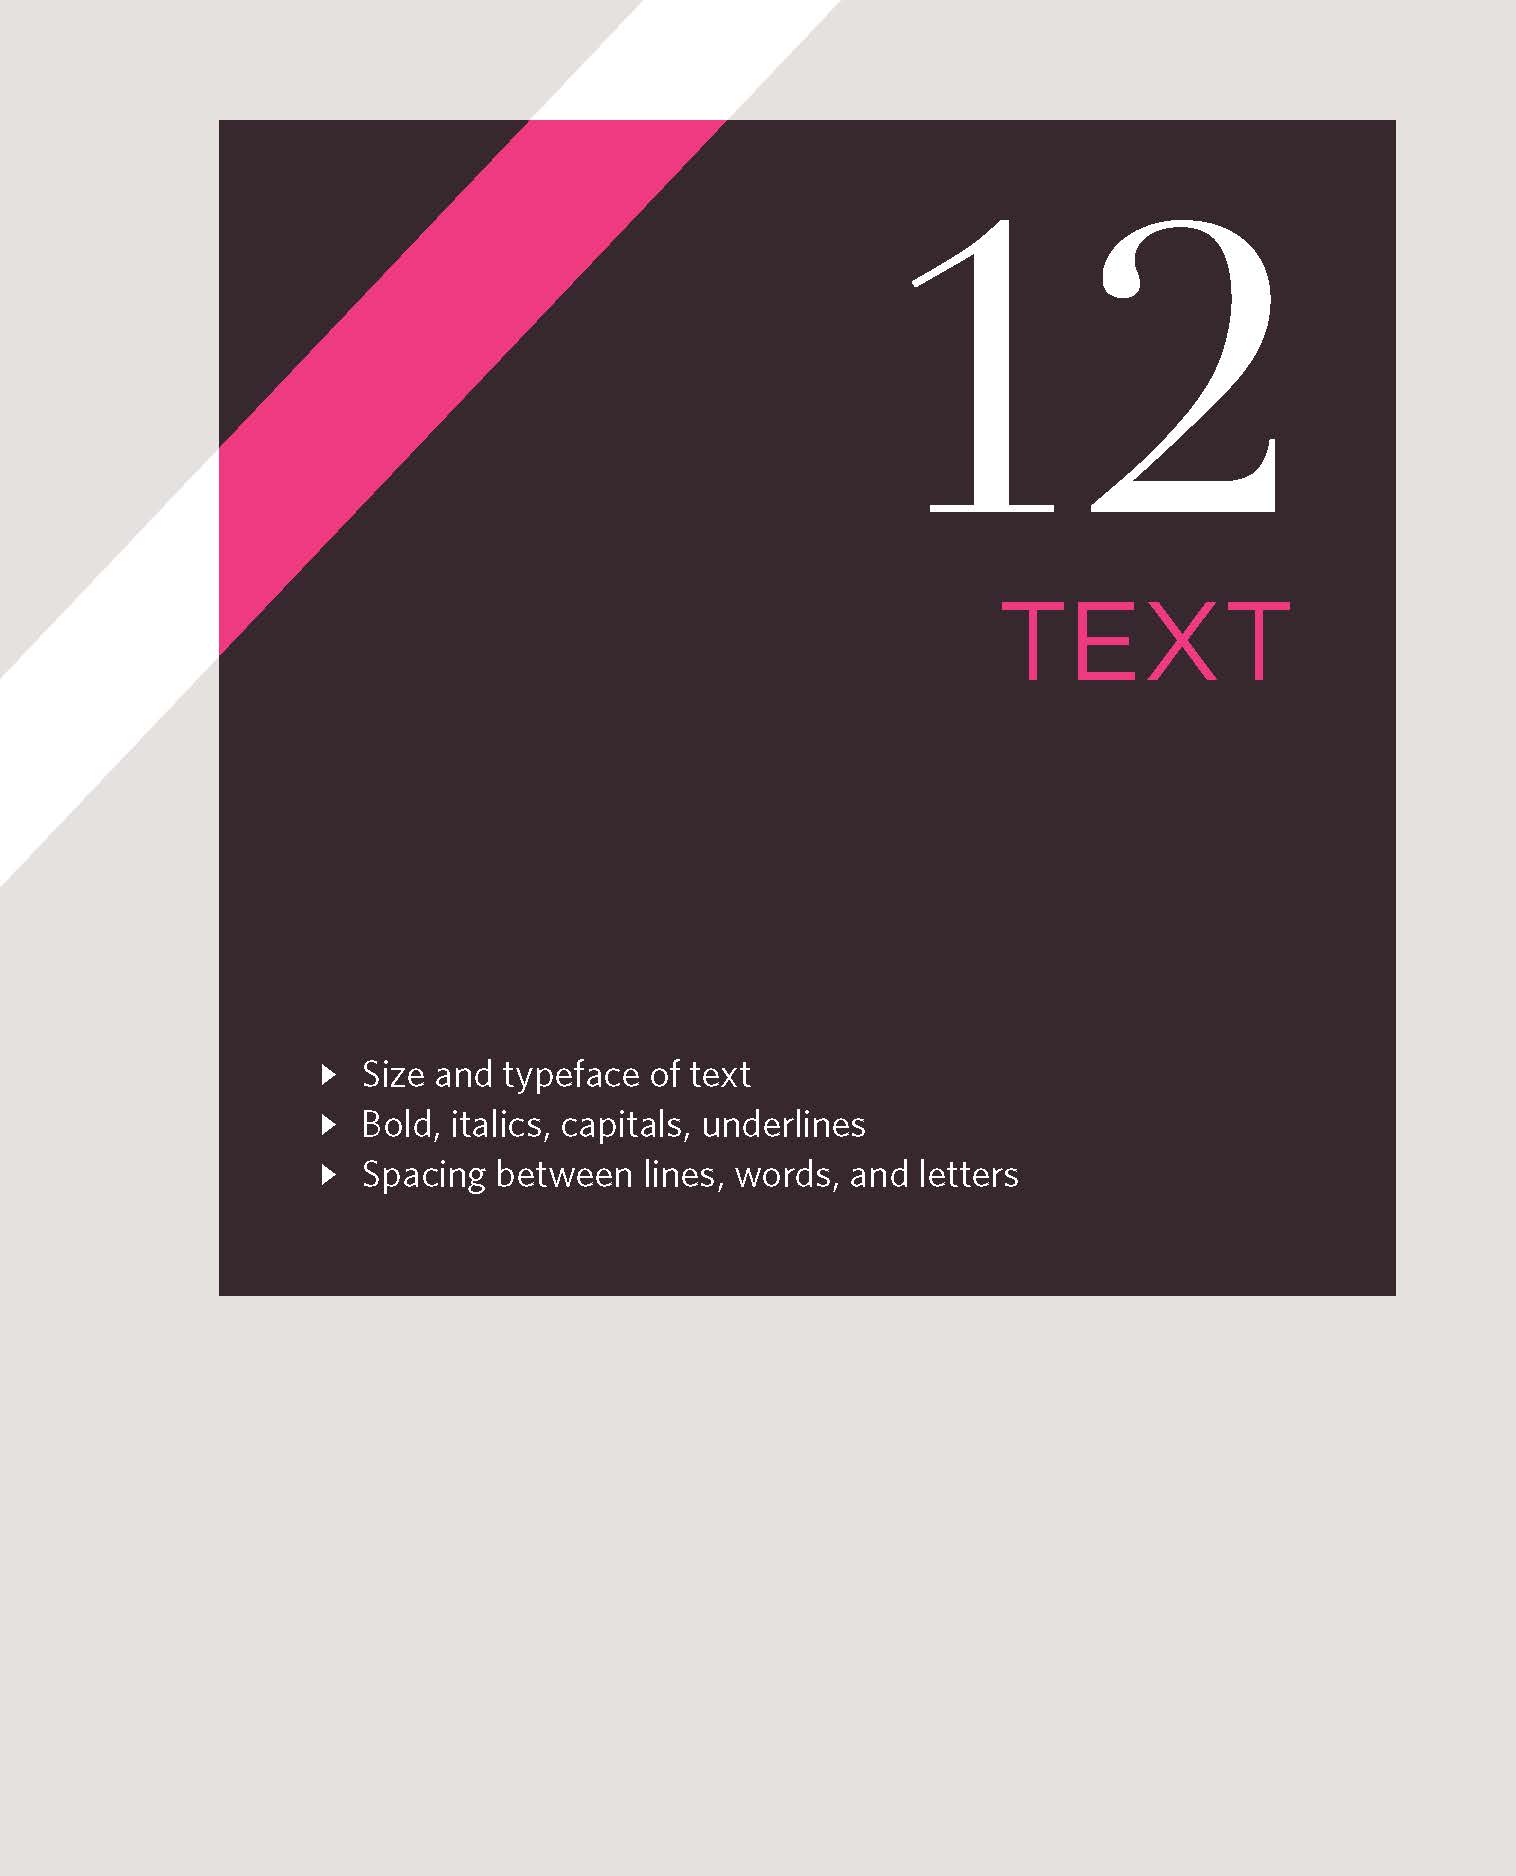 12
TEXT
Size and typeface of text
Bold, italics, capitals, underlines
Spacing between lines, words, and letters